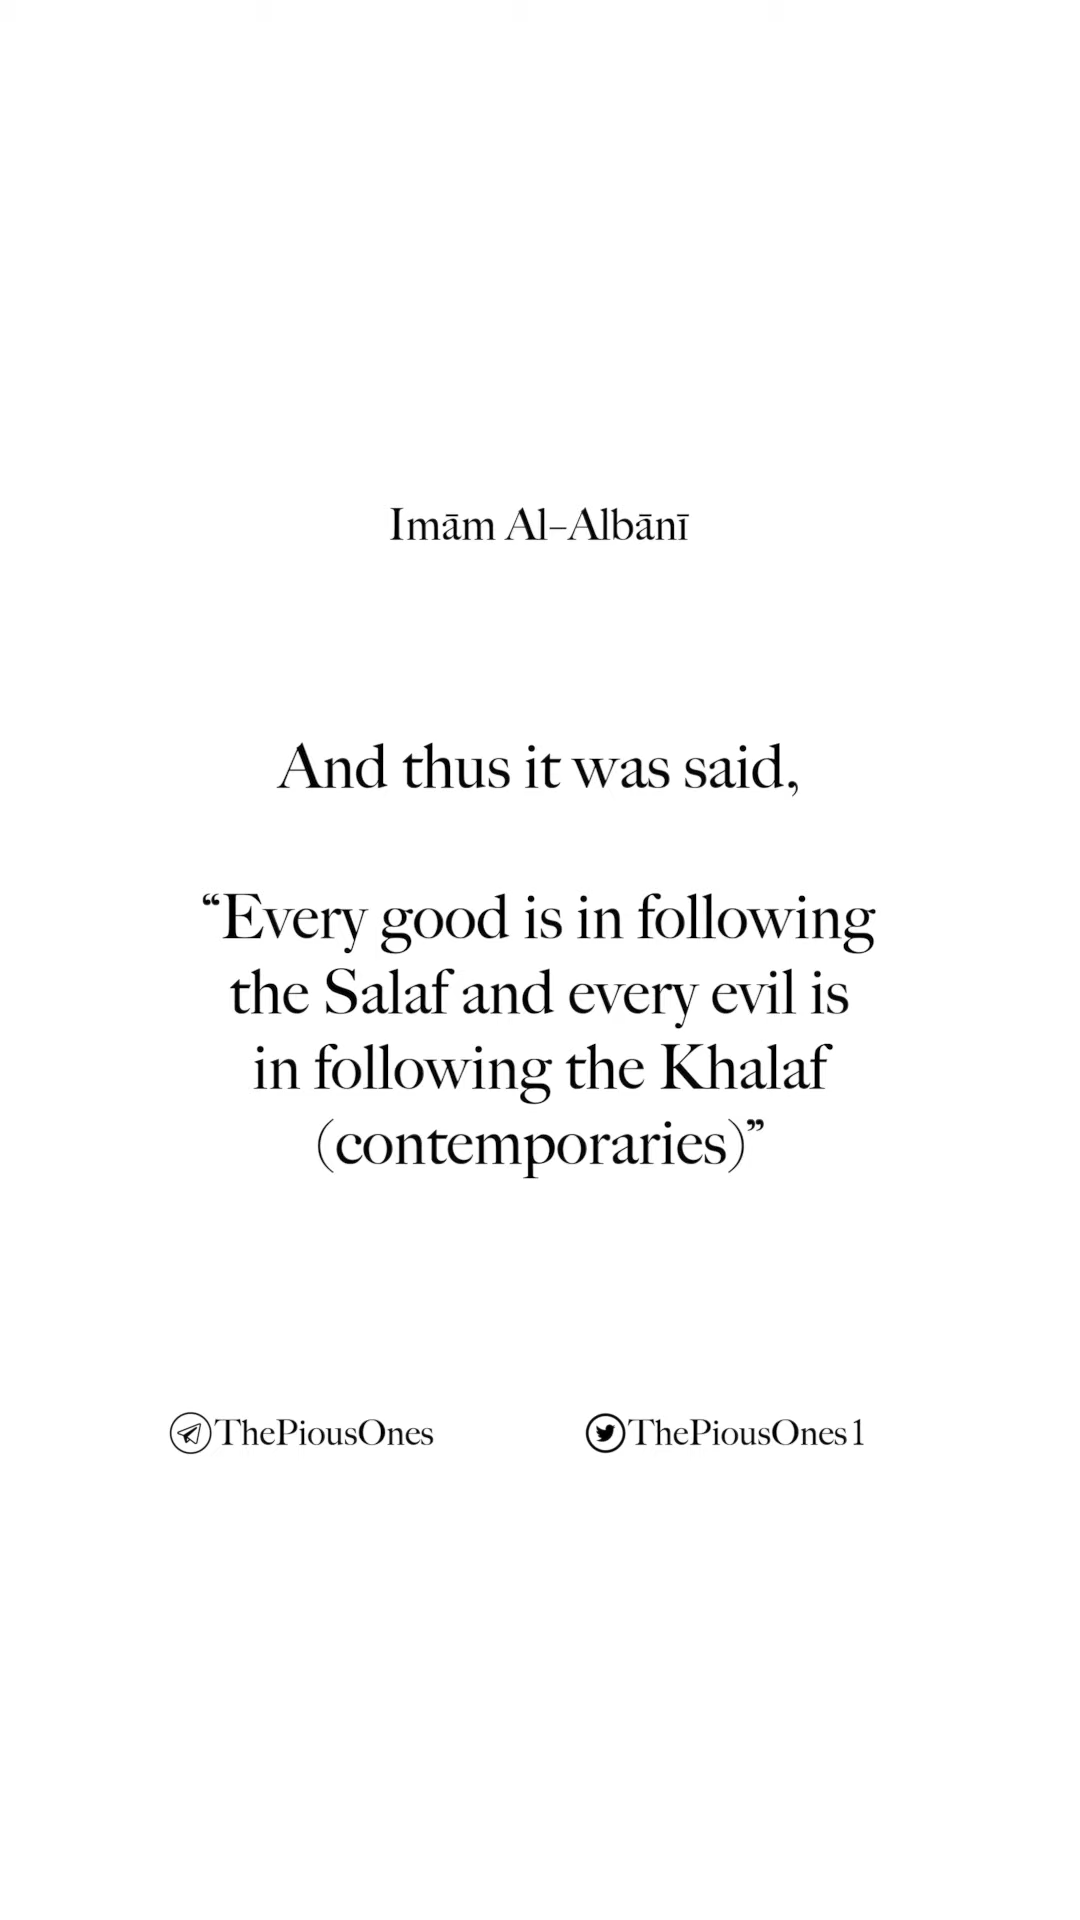 Imām Al–Albānī
And thus it was said,
“Every good is in following
the Salaf and every evil is
in following the Khalaf
(contemporaries)”
ThePiousOnes
ThePiousOnes1